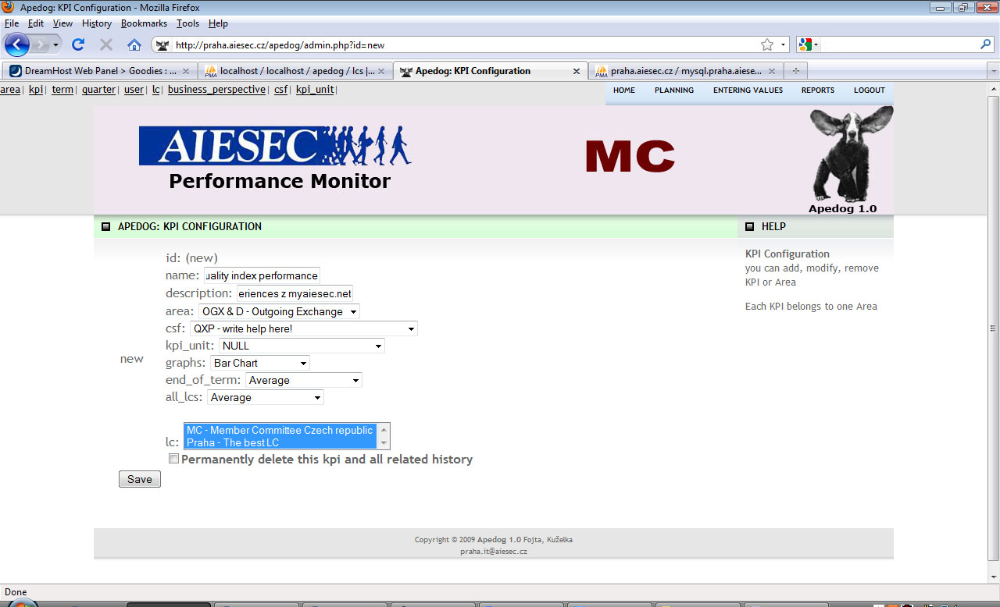 Apedog: KPI Configuration - Mozilla Firefox
File Edit View History Bookmarks Tools Help
http://praha.aiesec.cz/apedog/admin.php?id=new
DreamHost Web Panel > Goodies : ...
localhost / localhost / apedog / lcs |...
Apedog: KPI Configuration
praha.aiesec.cz / mysql.praha.aiese...
area| kpi| term| quarter| user| lc| business_perspective| csf| kpi_unit|
HOME PLANNING ENTERING VALUES REPORTS LOGOUT
AIESEC
Performance Monitor
MC
Apedog 1.0
APEDOG: KPI CONFIGURATION
HELP
id: (new)
name: uality index performance
description: eriences z myaiesec.net
area: OGX & D - Outgoing Exchange
csf: QXP - write help here!
kpi_unit: NULL
new
graphs: Bar Chart
end_of_term: Average
all_lcs: Average
lc: MC - Member Committee Czech republic
Praha - The best LC
Permanently delete this kpi and all related history
Save
KPI Configuration
you can add, modify, remove
KPI or Area
Each KPI belongs to one Area
Copyright © 2009 Apedog 1.0 Fojta, Kuželka
praha.it@aiesec.cz
Done